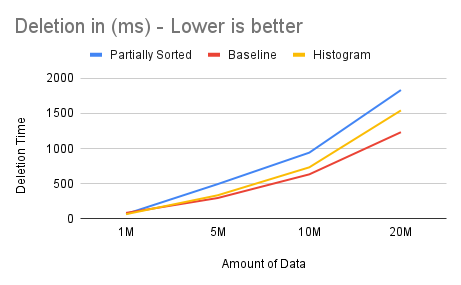 Deletion in (ms) - Lower is better
Partially Sorted Baseline Histogram
2000
1500
1000
500
0
Deletion Time
1M 5M 10M 20M
Amount of Data